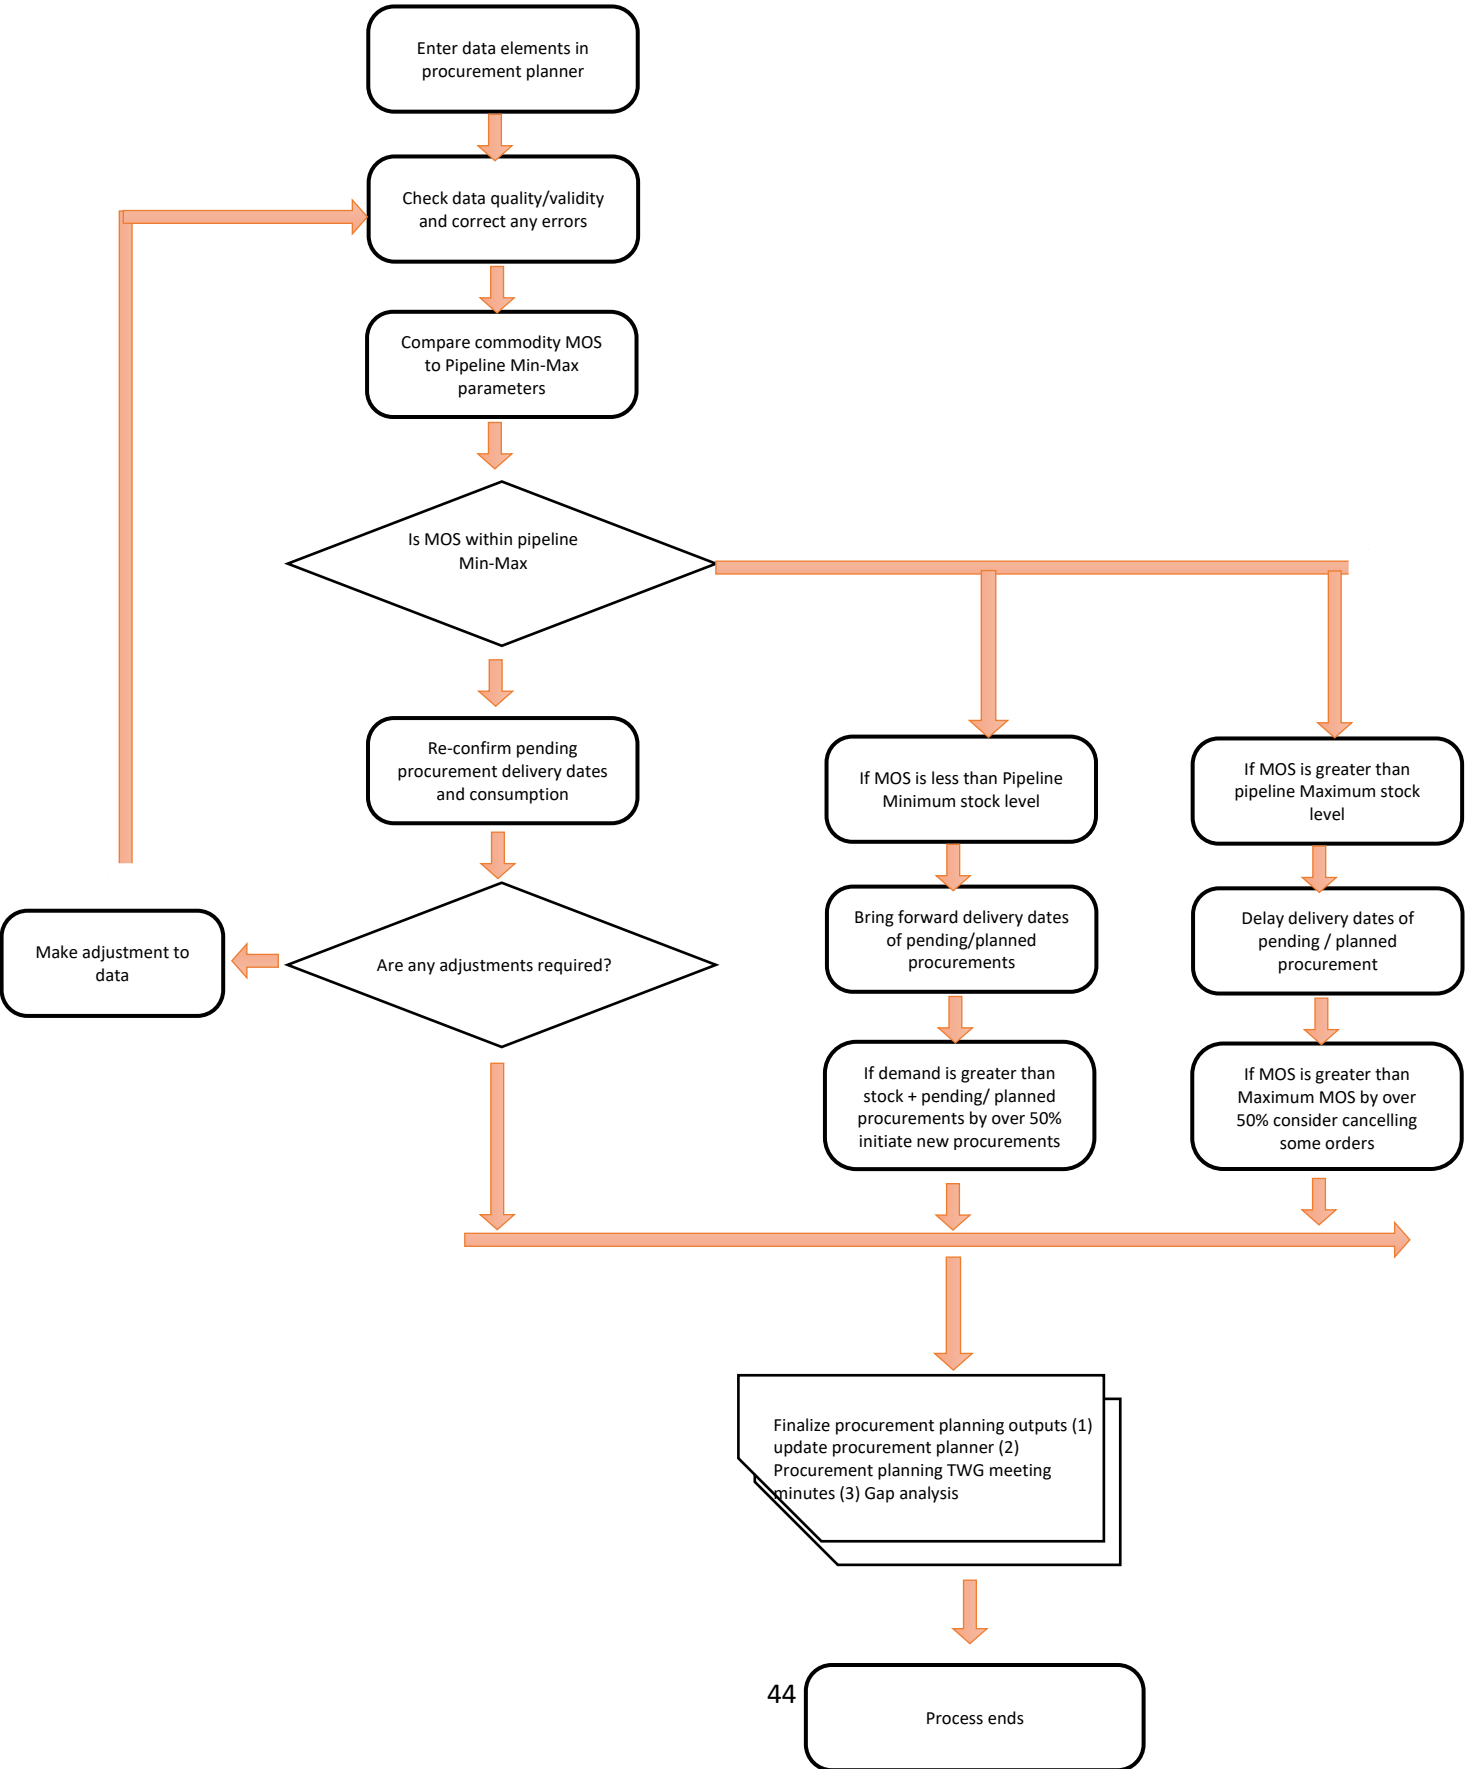 Enter data elements in
procurement planner
Check data quality/validity
and correct any errors
Compare commodity MOS
to Pipeline Min-Max
parameters
Is MOS within pipeline
Min-Max
Re-confirm pending
procurement delivery dates
and consumption
If MOS is less than Pipeline
Minimum stock level
If MOS is greater than
pipeline Maximum stock
level
Make adjustment to
data
Are any adjustments required?
Bring forward delivery dates
of pending/planned
procurements
Delay delivery dates of
pending / planned
procurement
If demand is greater than
stock + pending/ planned
procurements by over 50%
initiate new procurements
If MOS is greater than
Maximum MOS by over
50% consider cancelling
some orders
Finalize procurement planning outputs (1)
update procurement planner (2)
Procurement planning TWG meeting
minutes (3) Gap analysis
44
Process ends